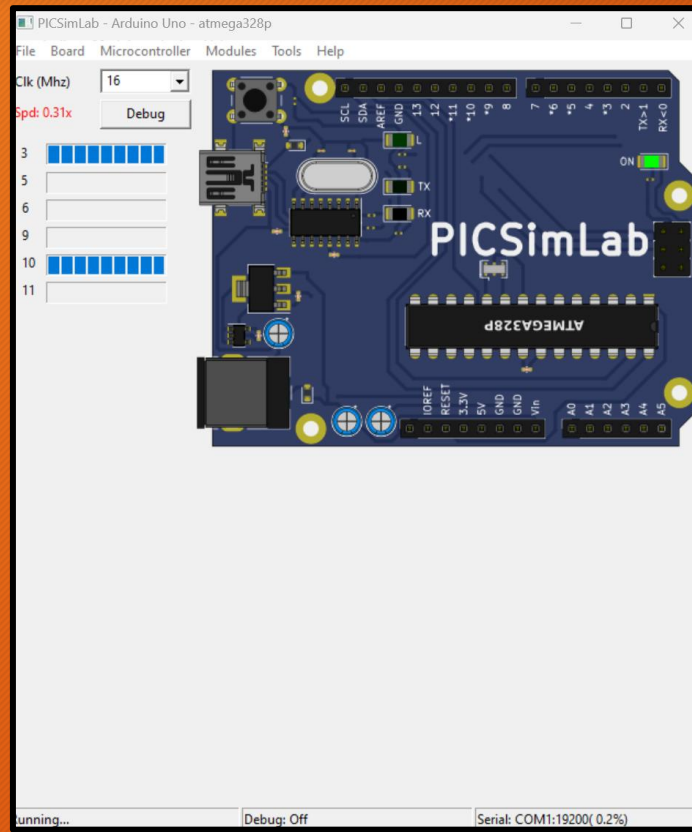 PICSimLab - Arduino Uno - atmega328p
File Board Microcontroller Modules Tools Help
Clk (Mhz) 16
Spd: 0.31x Debug
3
5
6
9
10
11
SCL SDA AREF GND 13 12 *11 *10 *9 8 7 *6 *5 4 *3 2 TX>1 RX<0
L
ON
TX
RX
PICSimLab
ATMEGA328P
IOREF RESET 3.3V 5V GND GND Vin A0 A1 A2 A3 A4 A5
Debug: Off Serial: COM1:19200( 0.2%)